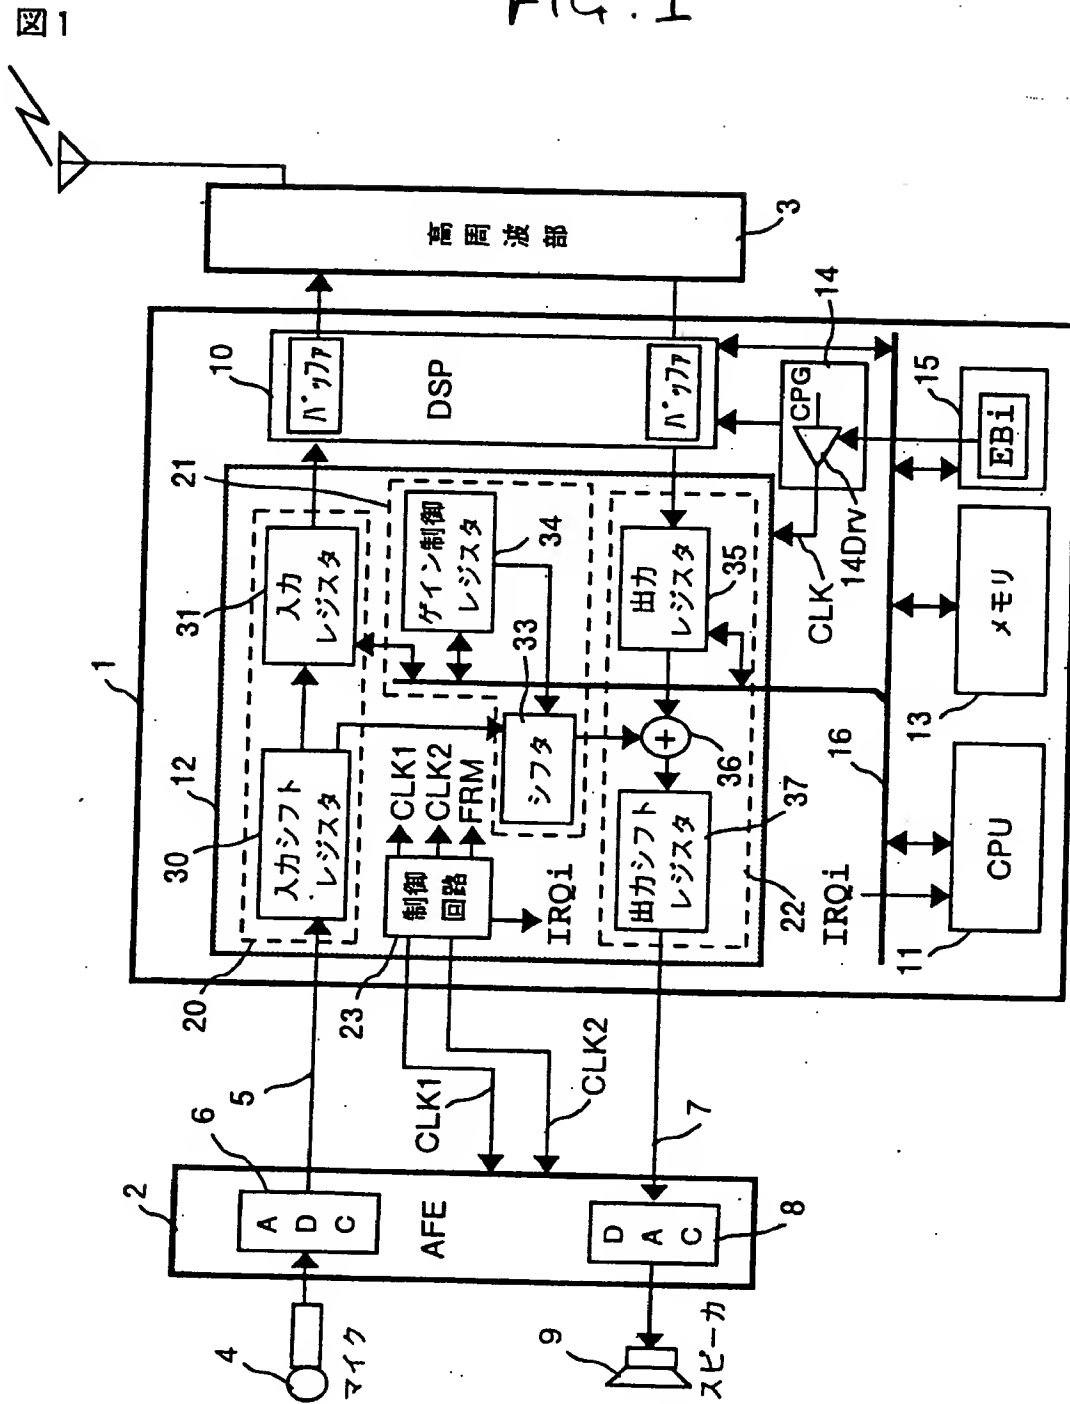 図1
FIG. 1
高周波部
3
1
10
バッファ
DSP
バッファ
14
CPG
14Drv
CLK
15
EBi
12
21
31
入力
レジスタ
30
入力シフト
レジスタ
20
ゲイン制御
レジスタ
34
33
シフタ
CLK1
CLK2
FRM
制御
回路
23
IRQi
出力
レジスタ
35
+
36
出力シフト
レジスタ
37
22
16
メモリ
13
CPU
11
IRQi
5
CLK1
CLK2
7
2
6
ADC
AFE
DAC
8
4
マイク
9
スピーカ